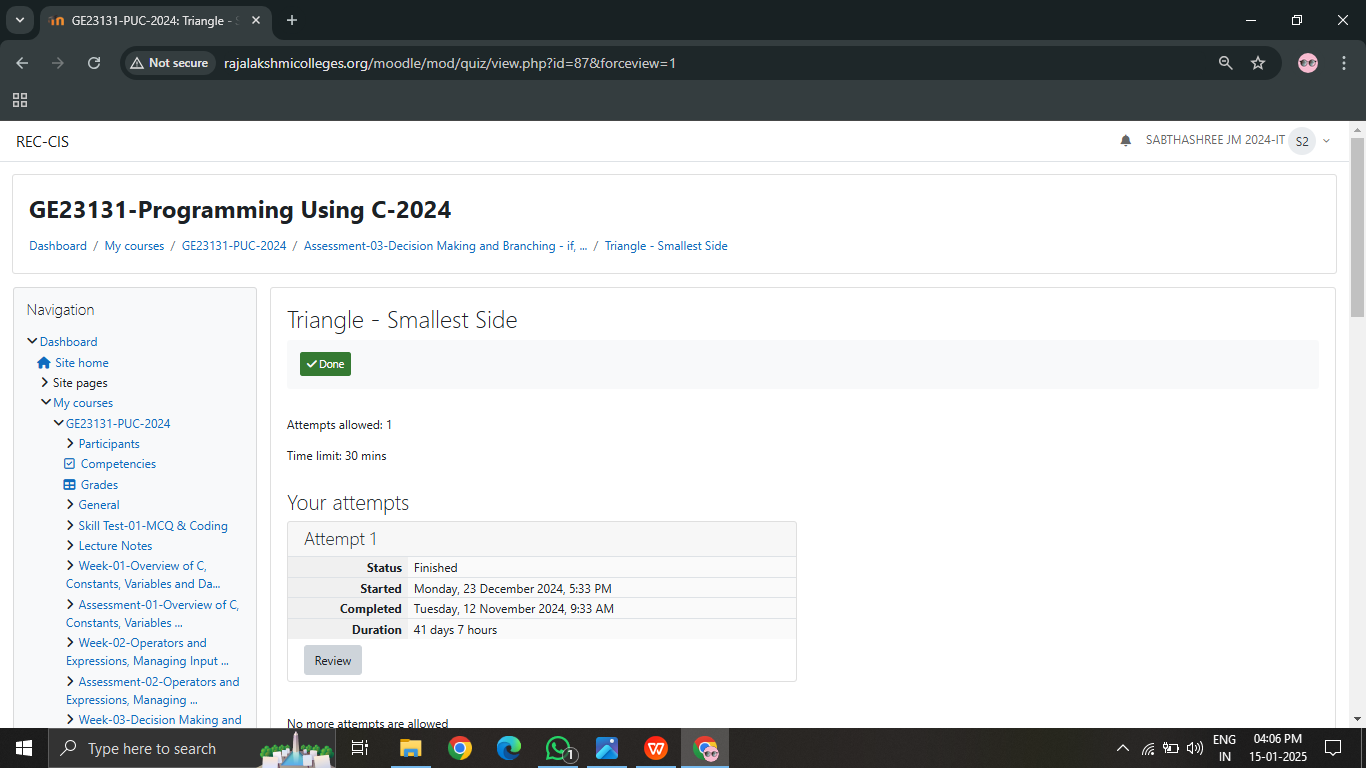 GE23131-PUC-2024: Triangle - S
Not secure
rajalakshmicolleges.org/moodle/mod/quiz/view.php?id=87&forceview=1
REC-CIS
SABTHASHREE JM 2024-IT S2
GE23131-Programming Using C-2024
Dashboard / My courses / GE23131-PUC-2024 / Assessment-03-Decision Making and Branching - if, ... / Triangle - Smallest Side
Navigation
Dashboard
Site home
Site pages
My courses
GE23131-PUC-2024
Participants
Competencies
Grades
General
Skill Test-01-MCQ & Coding
Lecture Notes
Week-01-Overview of C,
Constants, Variables and Da...
Assessment-01-Overview of C,
Constants, Variables ...
Week-02-Operators and
Expressions, Managing Input ...
Assessment-02-Operators and
Expressions, Managing ...
Week-03-Decision Making and
Triangle - Smallest Side
Done
Attempts allowed: 1
Time limit: 30 mins
Your attempts
Attempt 1
Status Finished
Started Monday, 23 December 2024, 5:33 PM
Completed Tuesday, 12 November 2024, 9:33 AM
Duration 41 days 7 hours
Review
No more attempts are allowed
Type here to search
1
ENG
IN
04:06 PM
15-01-2025